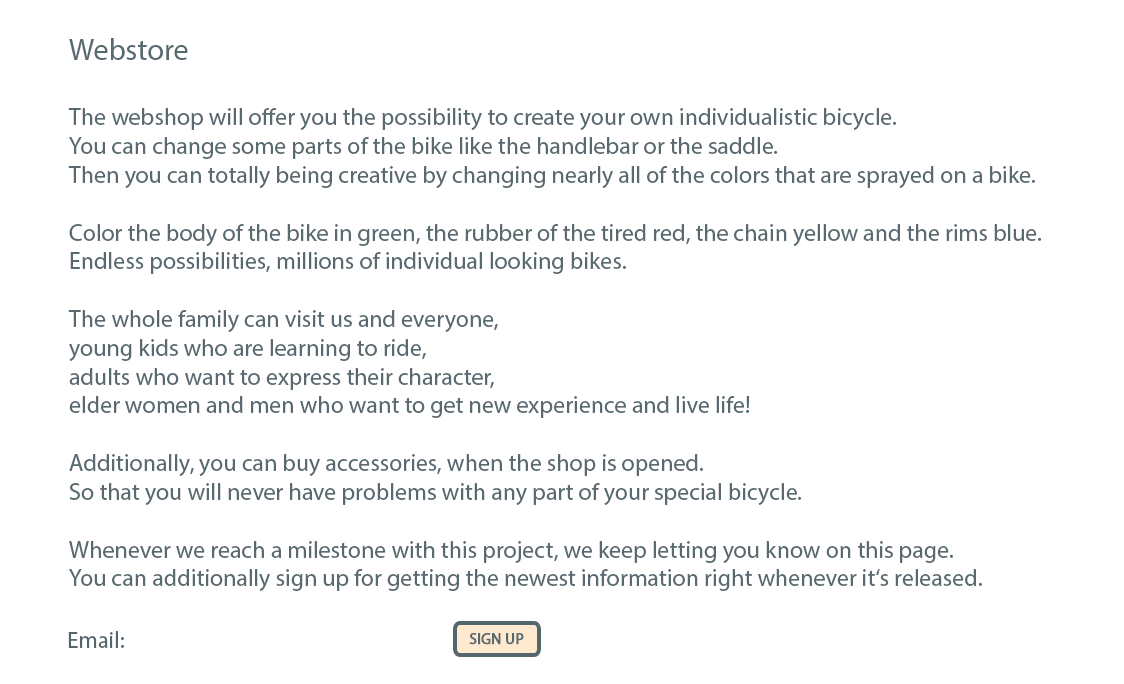 Webstore
The webshop will offer you the possibility to create your own individualistic bicycle.
You can change some parts of the bike like the handlebar or the saddle.
Then you can totally being creative by changing nearly all of the colors that are sprayed on a bike.
Color the body of the bike in green, the rubber of the tired red, the chain yellow and the rims blue.
Endless possibilities, millions of individual looking bikes.
The whole family can visit us and everyone,
young kids who are learning to ride,
adults who want to express their character,
elder women and men who want to get new experience and live life!
Additionally, you can buy accessories, when the shop is opened.
So that you will never have problems with any part of your special bicycle.
Whenever we reach a milestone with this project, we keep letting you know on this page.
You can additionally sign up for getting the newest information right whenever it‘s released.
Email: SIGN UP